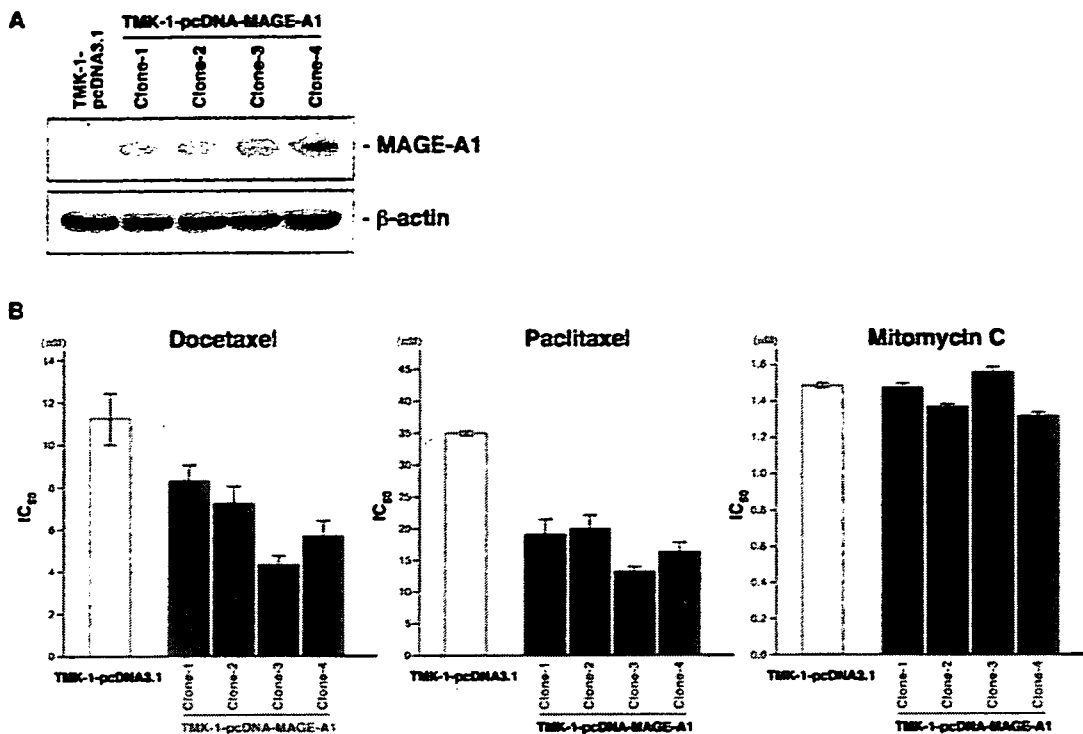 A
TMK-1-pcDNA-MAGE-A1
TMK-1-
pcDNA3.1
Clone-1
Clone-2
Clone-3
Clone-4
- MAGE-A1
- β-actin
B
Docetaxel
14
12
10
8
6
4
2
0
IC50
TMK-1-pcDNA3.1
Clone-1
Clone-2
Clone-3
Clone-4
TMK-1-pcDNA-MAGE-A1
Paclitaxel
45
40
35
30
25
20
15
10
5
0
IC50
TMK-1-pcDNA3.1
Clone-1
Clone-2
Clone-3
Clone-4
TMK-1-pcDNA-MAGE-A1
Mitomycin C
1.6
1.4
1.2
1.0
0.8
0.6
0.4
0.2
0.0
IC50
TMK-1-pcDNA3.1
Clone-1
Clone-2
Clone-3
Clone-4
TMK-1-pcDNA-MAGE-A1